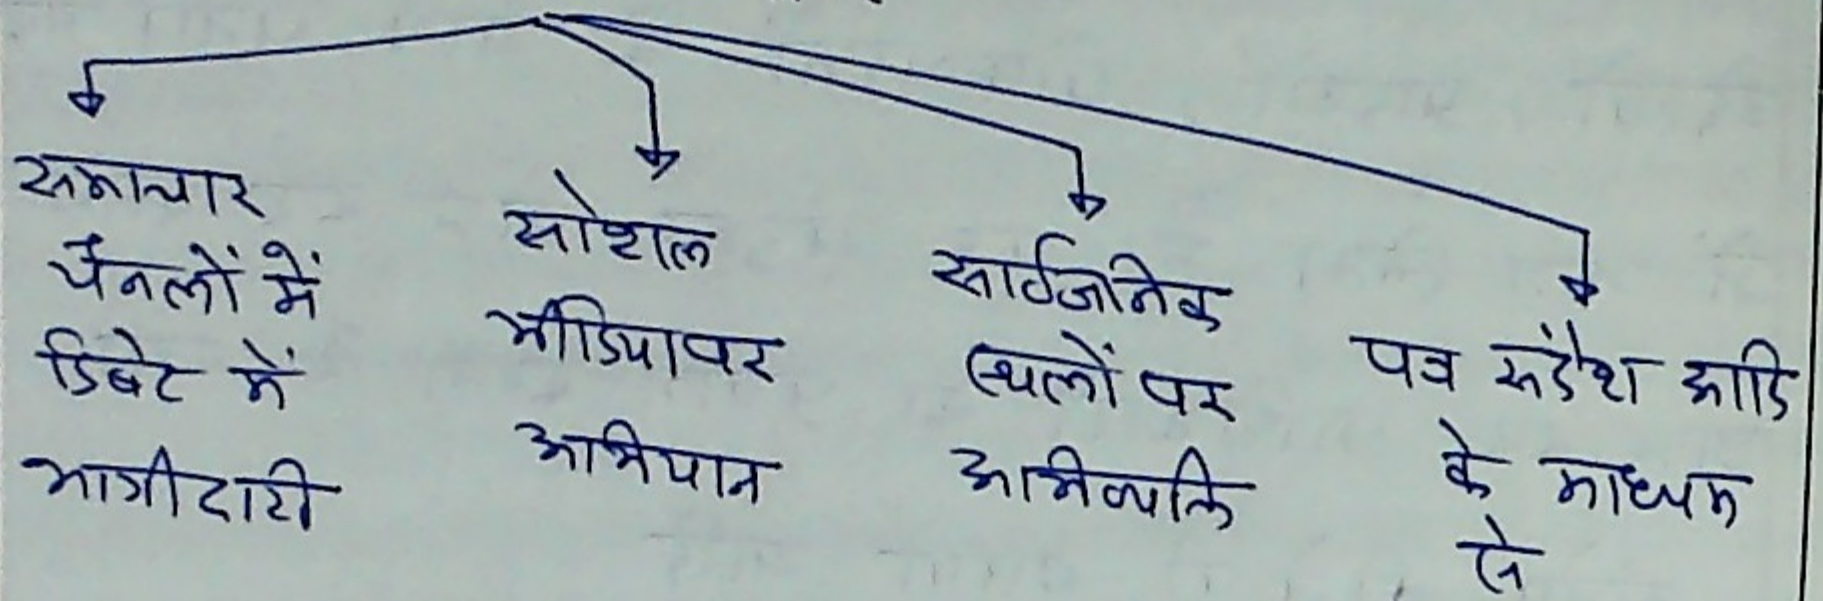 समाचार
चैनलों में
डिबेट में
भागीदारी
सोशल
मीडिया पर
अभियान
सार्वजनिक
स्थलों पर
अभिव्यक्ति
पत्र संदेश आदि
के माध्यम
से